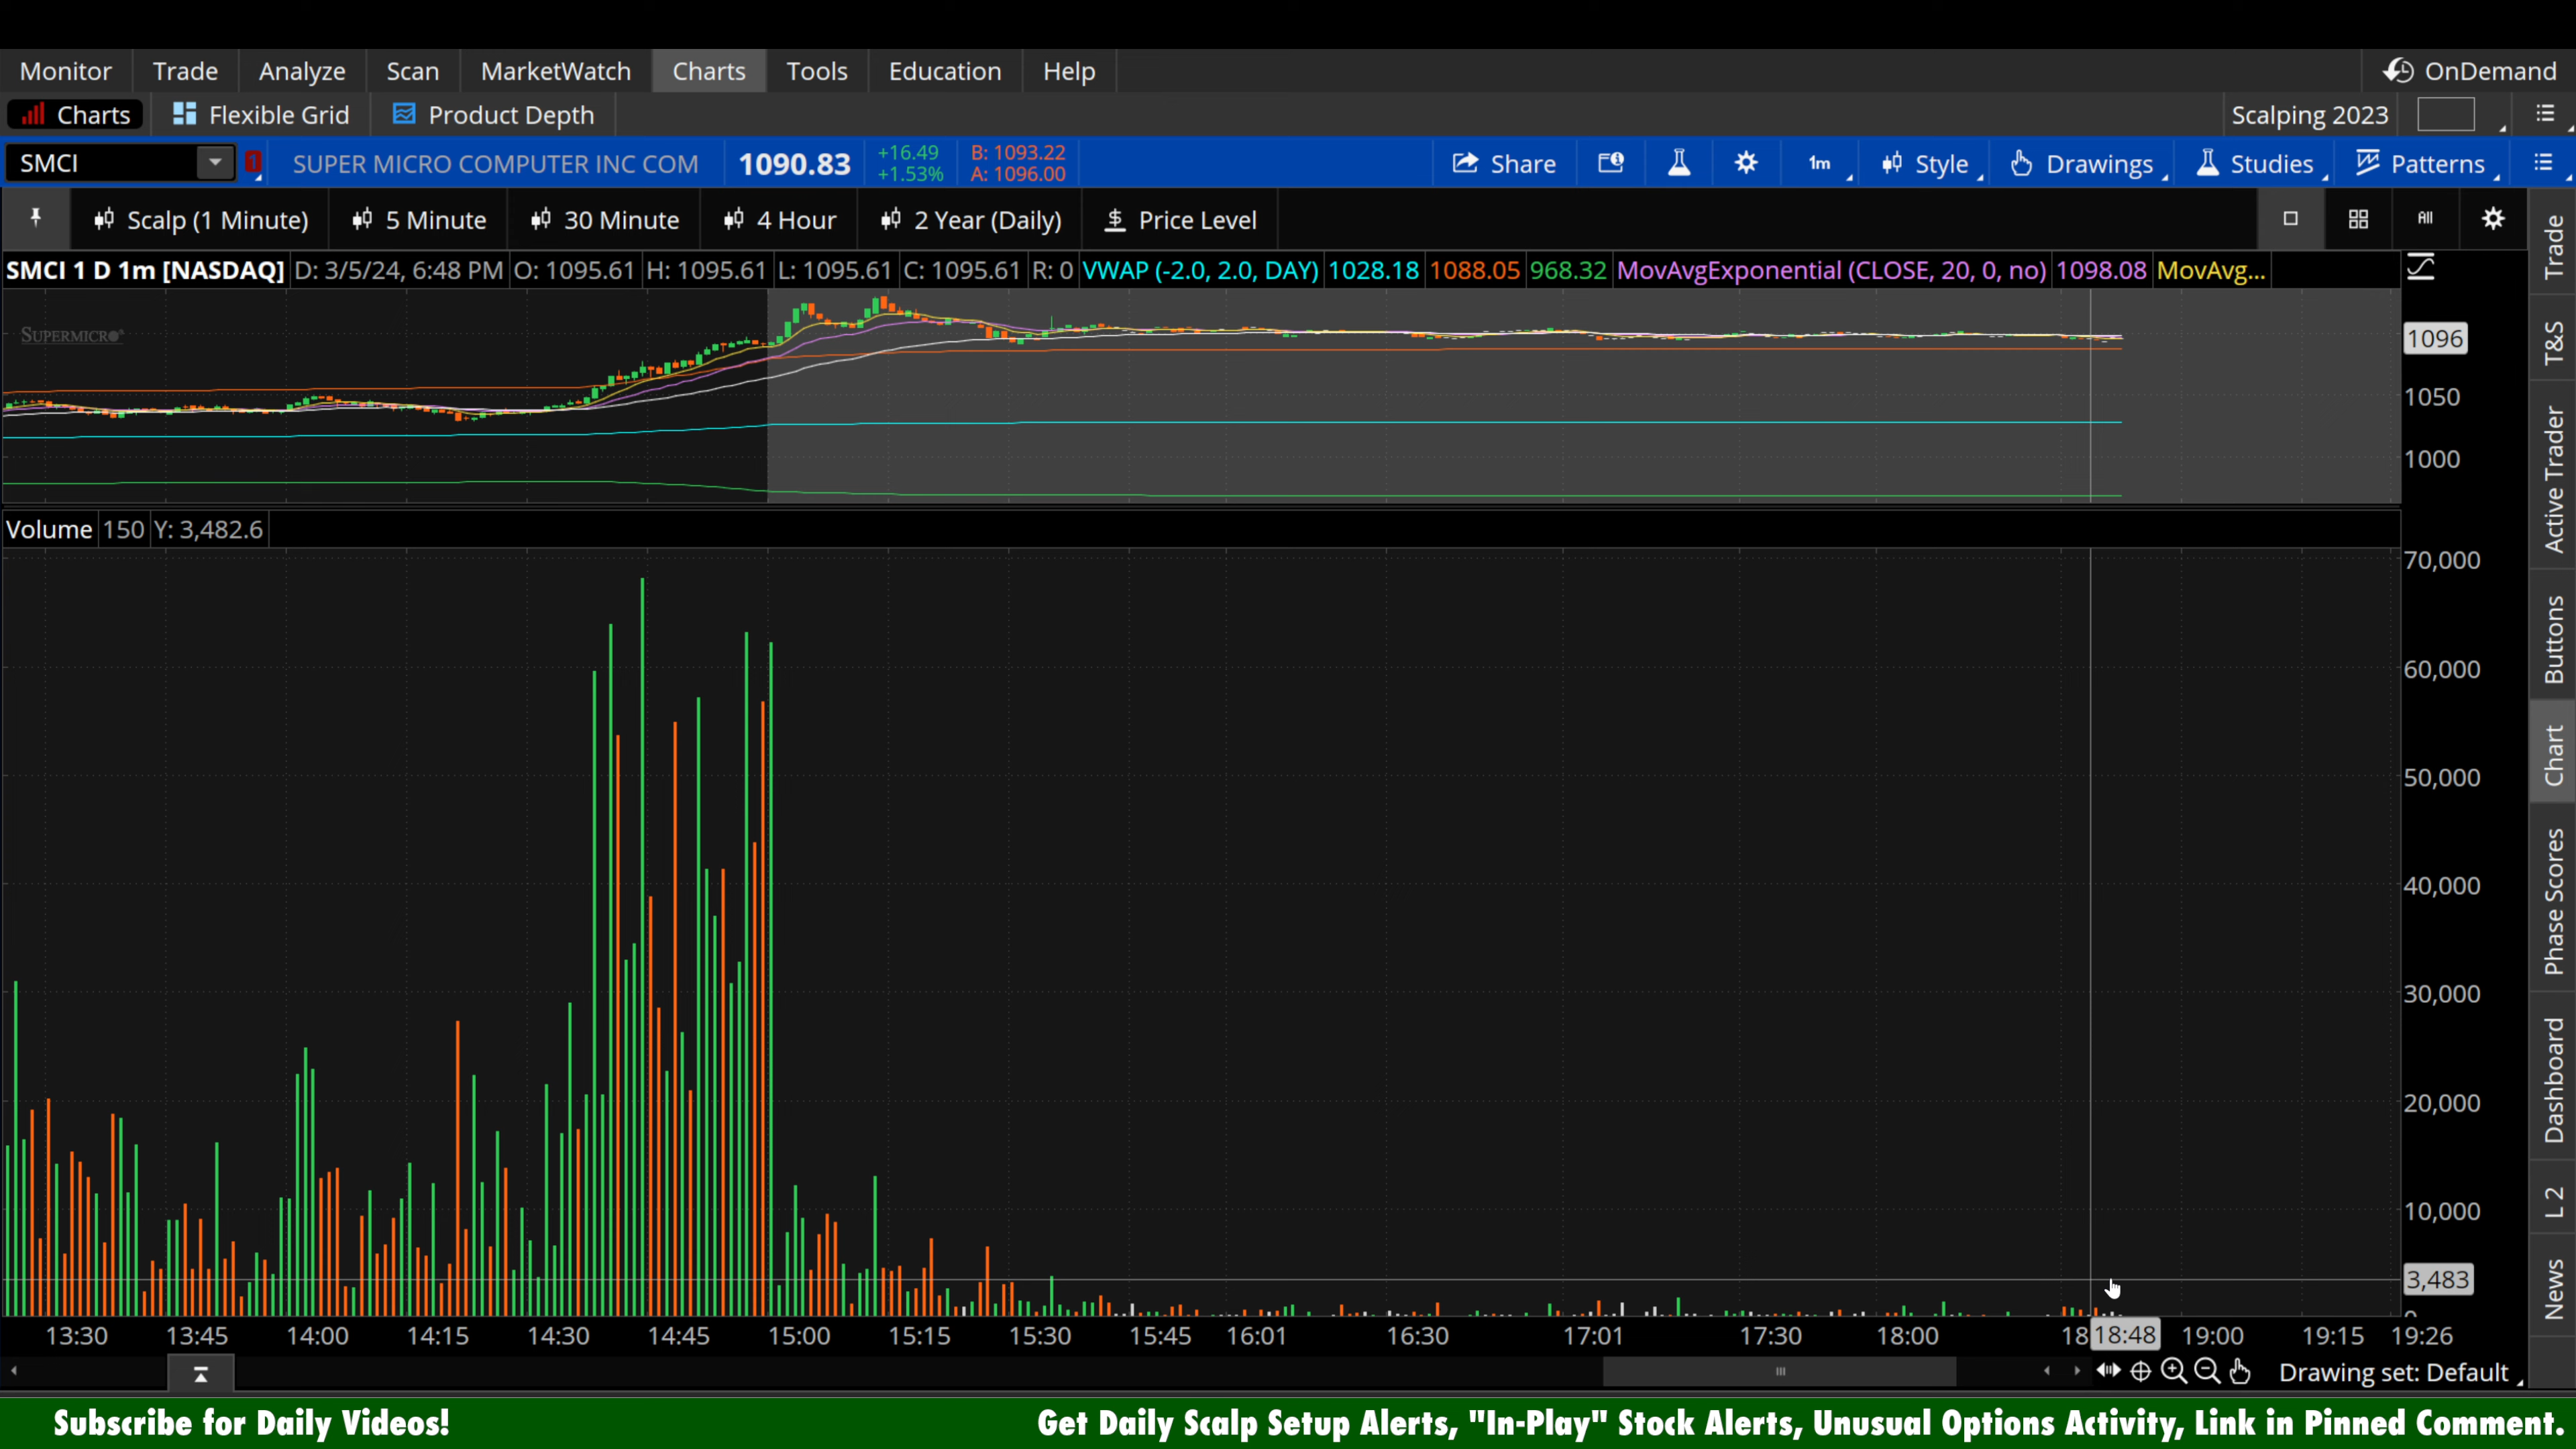 Monitor Trade Analyze Scan MarketWatch Charts Tools Education Help OnDemand
Charts Flexible Grid Product Depth Scalping 2023
SMCI 1 SUPER MICRO COMPUTER INC COM 1090.83 +16.49 B: 1093.22 Share 1m Style Drawings Studies Patterns
+1.53% A: 1096.00
Scalp (1 Minute) 5 Minute 30 Minute 4 Hour 2 Year (Daily) $ Price Level All
SMCI 1 D 1m [NASDAQ] D: 3/5/24, 6:48 PM O: 1095.61 H: 1095.61 L: 1095.61 C: 1095.61 R: 0 VWAP (-2.0, 2.0, DAY) 1028.18 1088.05 968.32 MovAvgExponential (CLOSE, 20, 0, no) 1098.08 MovAvg...
SUPERMICRO
1096
1050
1000
Volume 150 Y: 3,482.6
70,000
60,000
50,000
40,000
30,000
20,000
10,000
3,483
13:30 13:45 14:00 14:15 14:30 14:45 15:00 15:15 15:30 15:45 16:01 16:30 17:01 17:30 18:00 18 18:48 19:00 19:15 19:26
Drawing set: Default
Trade
T&S
Active Trader
Buttons
Chart
Phase Scores
Dashboard
L 2
News
Subscribe for Daily Videos! Get Daily Scalp Setup Alerts, "In-Play" Stock Alerts, Unusual Options Activity, Link in Pinned Comment.